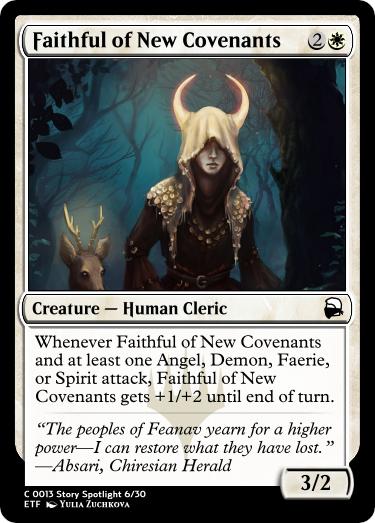 Faithful of New Covenants 2
Creature — Human Cleric
Whenever Faithful of New Covenants
and at least one Angel, Demon, Faerie,
or Spirit attack, Faithful of New
Covenants gets +1/+2 until end of turn.
“The peoples of Feanav yearn for a higher
power—I can restore what they have lost.”
—Absari, Chiresian Herald
3/2
C 0013 Story Spotlight 6/30
ETF Yulia Zuchkova